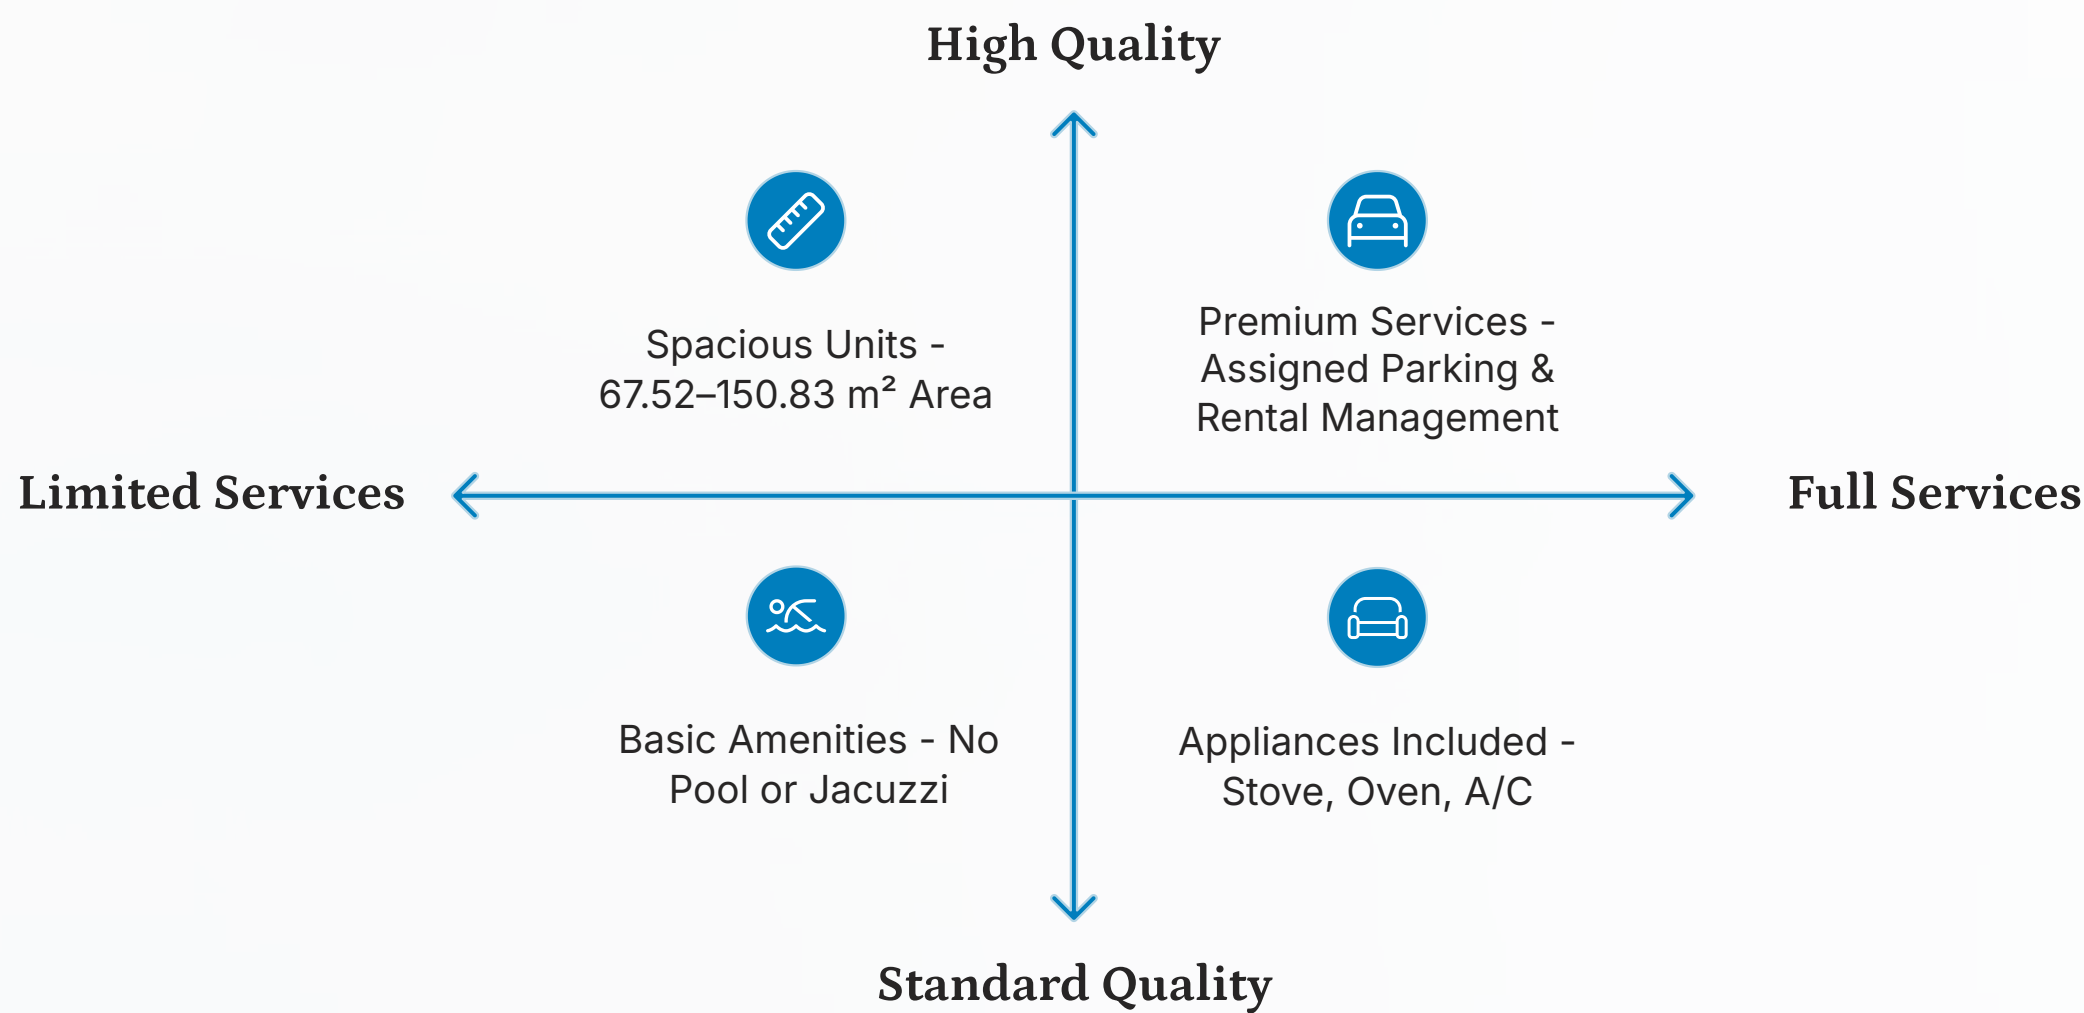 High Quality
Spacious Units -
67.52–150.83 m² Area
Premium Services -
Assigned Parking &
Rental Management
Limited Services
Full Services
Basic Amenities - No
Pool or Jacuzzi
Appliances Included -
Stove, Oven, A/C
Standard Quality